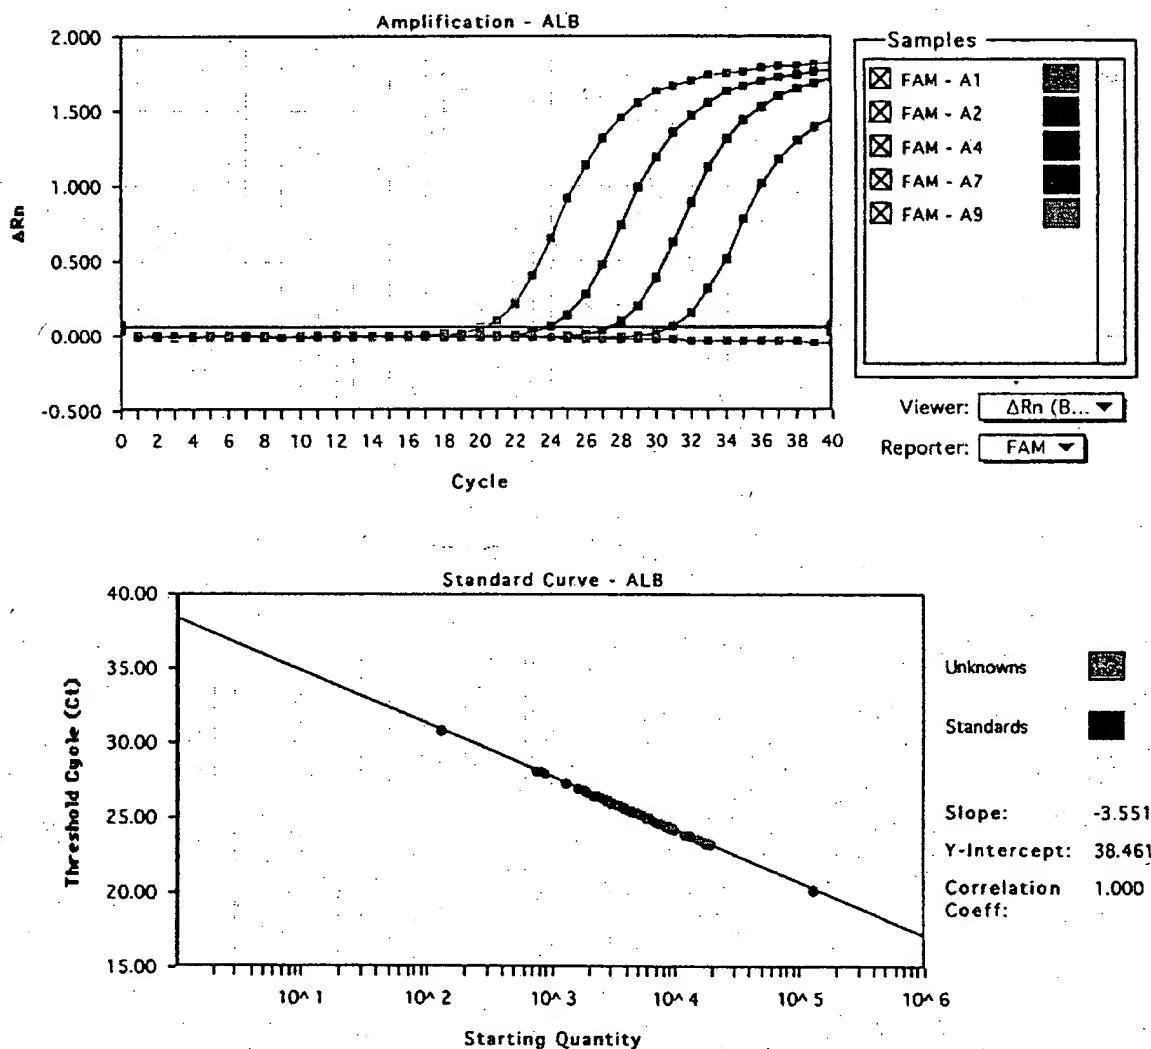 Amplification - ALB
2.000
1.500
1.000
0.500
0.000
-0.500
ΔRn
0 2 4 6 8 10 12 14 16 18 20 22 24 26 28 30 32 34 36 38 40
Cycle
Samples
FAM - A1
FAM - A2
FAM - A4
FAM - A7
FAM - A9
Viewer: ΔRn (B...
Reporter: FAM
Standard Curve - ALB
40.00
35.00
30.00
25.00
20.00
15.00
Threshold Cycle (Ct)
10^1 10^2 10^3 10^4 10^5 10^6
Starting Quantity
Unknowns
Standards
Slope: -3.551
Y-Intercept: 38.461
Correlation 1.000
Coeff: